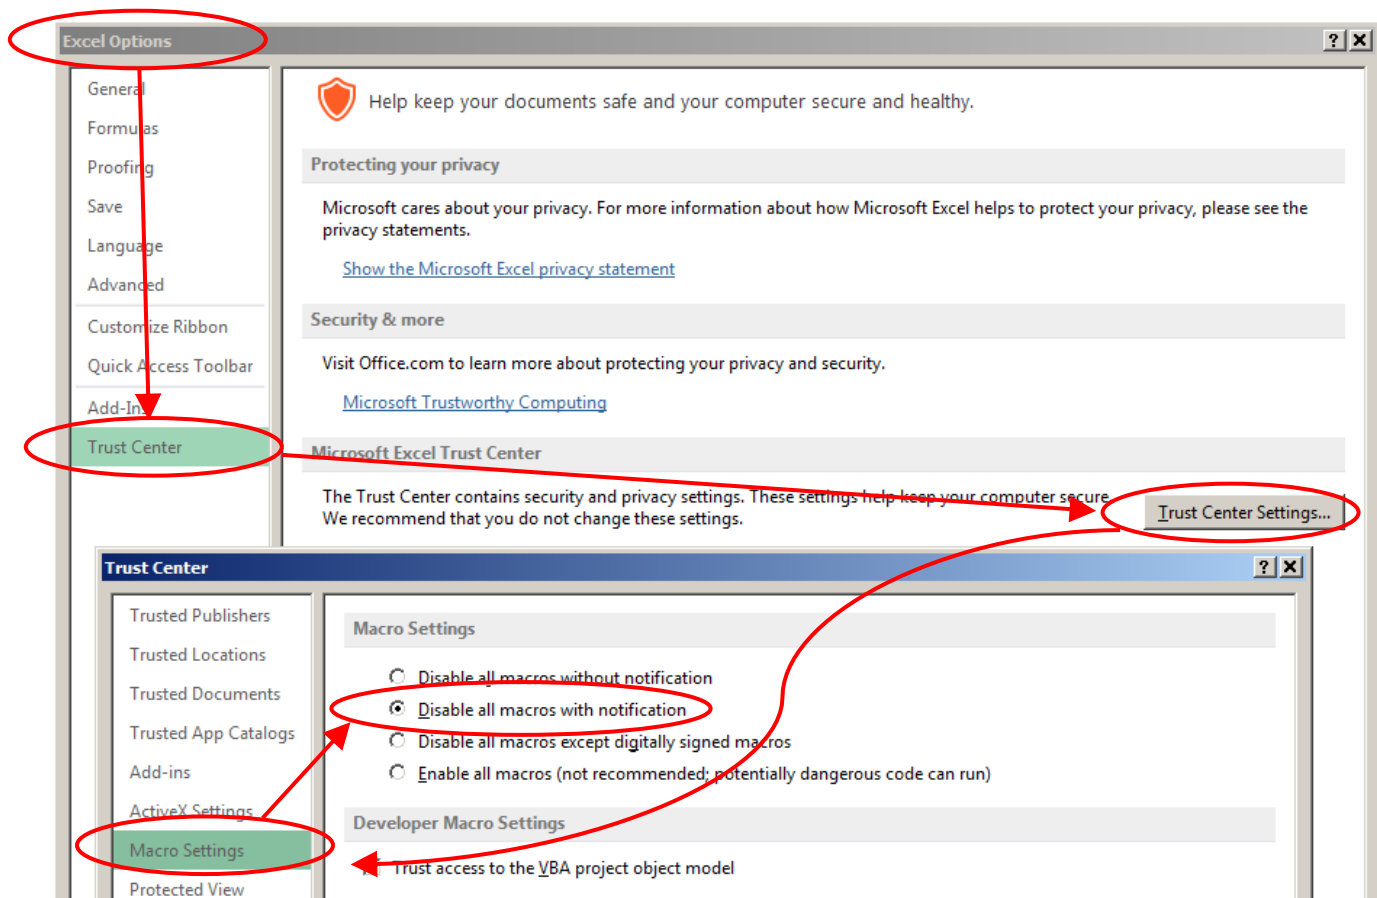 Excel Options
General
Formulas
Proofing
Save
Language
Advanced
Customize Ribbon
Quick Access Toolbar
Add-Ins
Trust Center
Help keep your documents safe and your computer secure and healthy.
Protecting your privacy
Microsoft cares about your privacy. For more information about how Microsoft Excel helps to protect your privacy, please see the
privacy statements.
Show the Microsoft Excel privacy statement
Security & more
Visit Office.com to learn more about protecting your privacy and security.
Microsoft Trustworthy Computing
Microsoft Excel Trust Center
The Trust Center contains security and privacy settings. These settings help keep your computer secure.
We recommend that you do not change these settings.
Trust Center Settings...
Trust Center
Trusted Publishers
Trusted Locations
Trusted Documents
Trusted App Catalogs
Add-ins
ActiveX Settings
Macro Settings
Protected View
Macro Settings
Disable all macros without notification
Disable all macros with notification
Disable all macros except digitally signed macros
Enable all macros (not recommended; potentially dangerous code can run)
Developer Macro Settings
Trust access to the VBA project object model